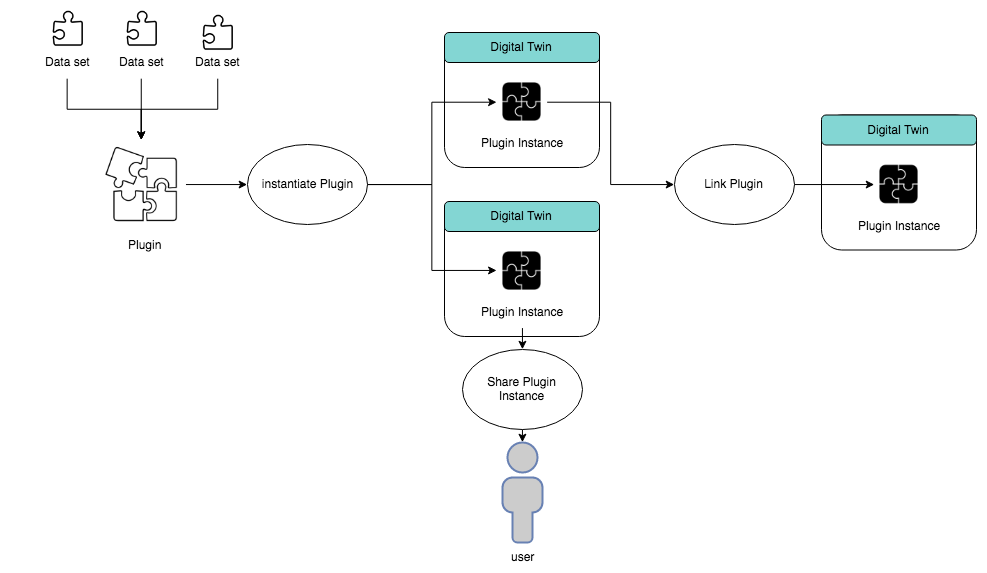 Data set
Data set
Data set
Plugin
instantiate Plugin
Digital Twin
Plugin Instance
Digital Twin
Plugin Instance
Link Plugin
Digital Twin
Plugin Instance
Share Plugin
Instance
user